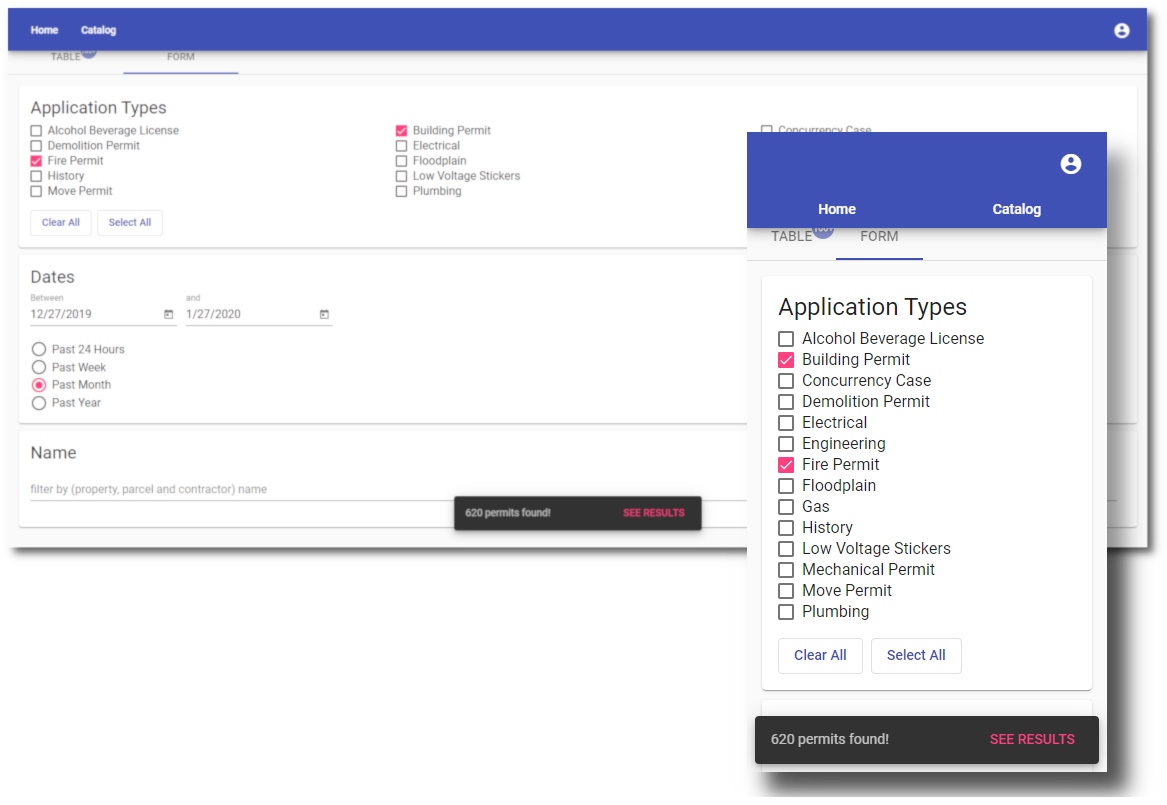 Home Catalog
TABLE FORM
Application Types
Alcohol Beverage License Building Permit Concurrency Case
Demolition Permit Electrical
Fire Permit Floodplain
History Low Voltage Stickers
Move Permit Plumbing
Clear All Select All
Dates
Between and
12/27/2019 1/27/2020
Past 24 Hours
Past Week
Past Month
Past Year
Name
filter by (property, parcel and contractor) name
620 permits found! SEE RESULTS
Home Catalog
TABLE FORM
Application Types
Alcohol Beverage License
Building Permit
Concurrency Case
Demolition Permit
Electrical
Engineering
Fire Permit
Floodplain
Gas
History
Low Voltage Stickers
Mechanical Permit
Move Permit
Plumbing
Clear All Select All
620 permits found! SEE RESULTS